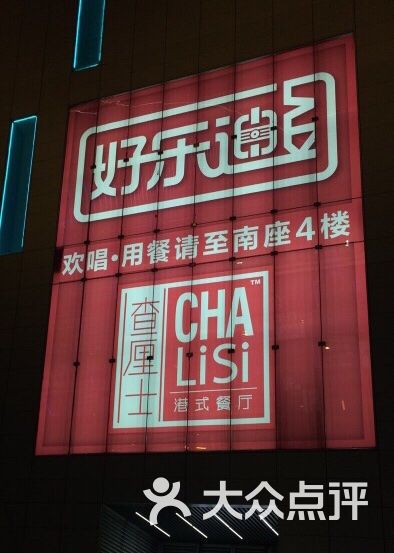 好乐迪
欢唱·用餐请至南座4楼
查厘士
CHA
LiSi
TM
港式餐厅
大众点评